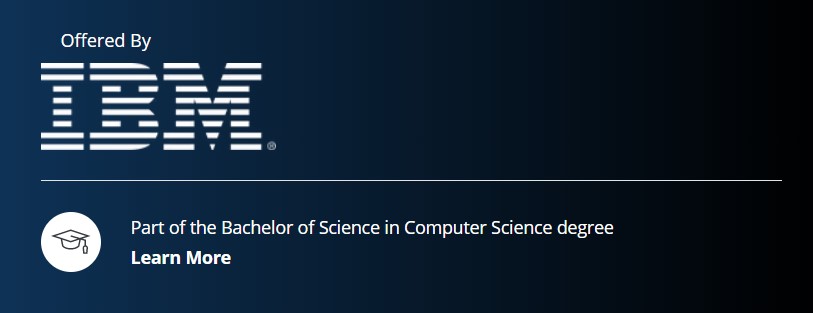 Offered By
IBM®
Part of the Bachelor of Science in Computer Science degree
Learn More